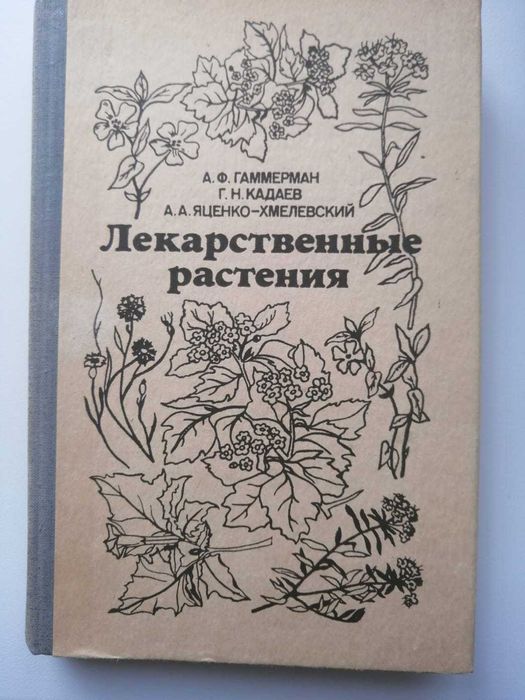 А. Ф. ГАММЕРМАН
Г. Н. КАДАЕВ
А. А. ЯЦЕНКО-ХМЕЛЕВСКИЙ
Лекарственные
растения